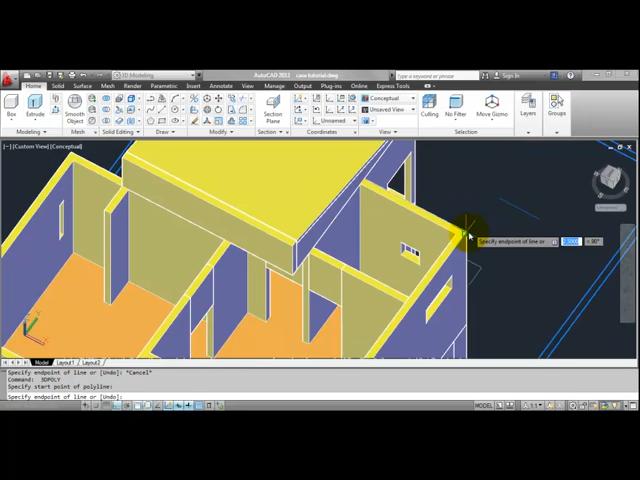 3D Modeling
AutoCAD 2013 casa tutorial.dwg
Type a keyword or phrase
Sign In
Home Solid Surface Mesh Render Parametric Insert Annotate View Manage Output Plug-ins Online Express Tools
Box Extrude Smooth Object Section Plane Conceptual Unsaved View Culling No Filter Move Gizmo Layers Groups
Unnamed
Modeling Mesh Solid Editing Draw Modify Section Coordinates View Selection
[−] [Custom View] [Conceptual]
Specify endpoint of line or
< 90°
Model Layout1 Layout2
Specify endpoint of line or [Undo]: *Cancel*
Command: 3DPOLY
Specify start point of polyline:
Specify endpoint of line or [Undo]:
MODEL 1:1